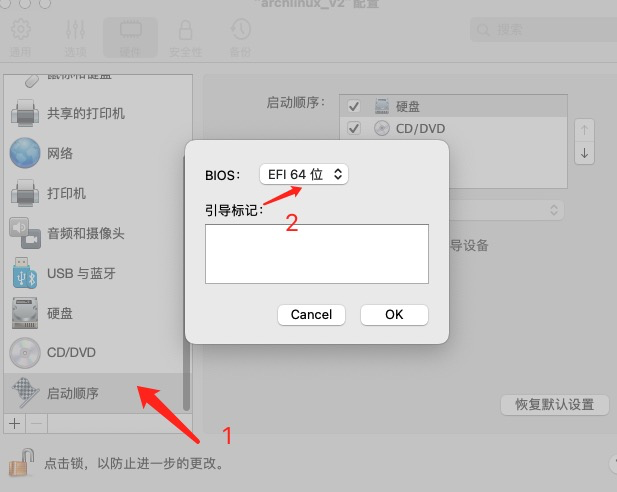 "archlinux_v2"配置
通用
选项
硬件
安全性
备份
搜索
鼠标和键盘
共享的打印机
网络
打印机
音频和摄像头
USB 与蓝牙
硬盘
CD/DVD
启动顺序
启动顺序：
硬盘
CD/DVD
导设备
BIOS：
EFI 64 位
引导标记：
2
Cancel
OK
1
恢复默认设置
点击锁，以防止进一步的更改。